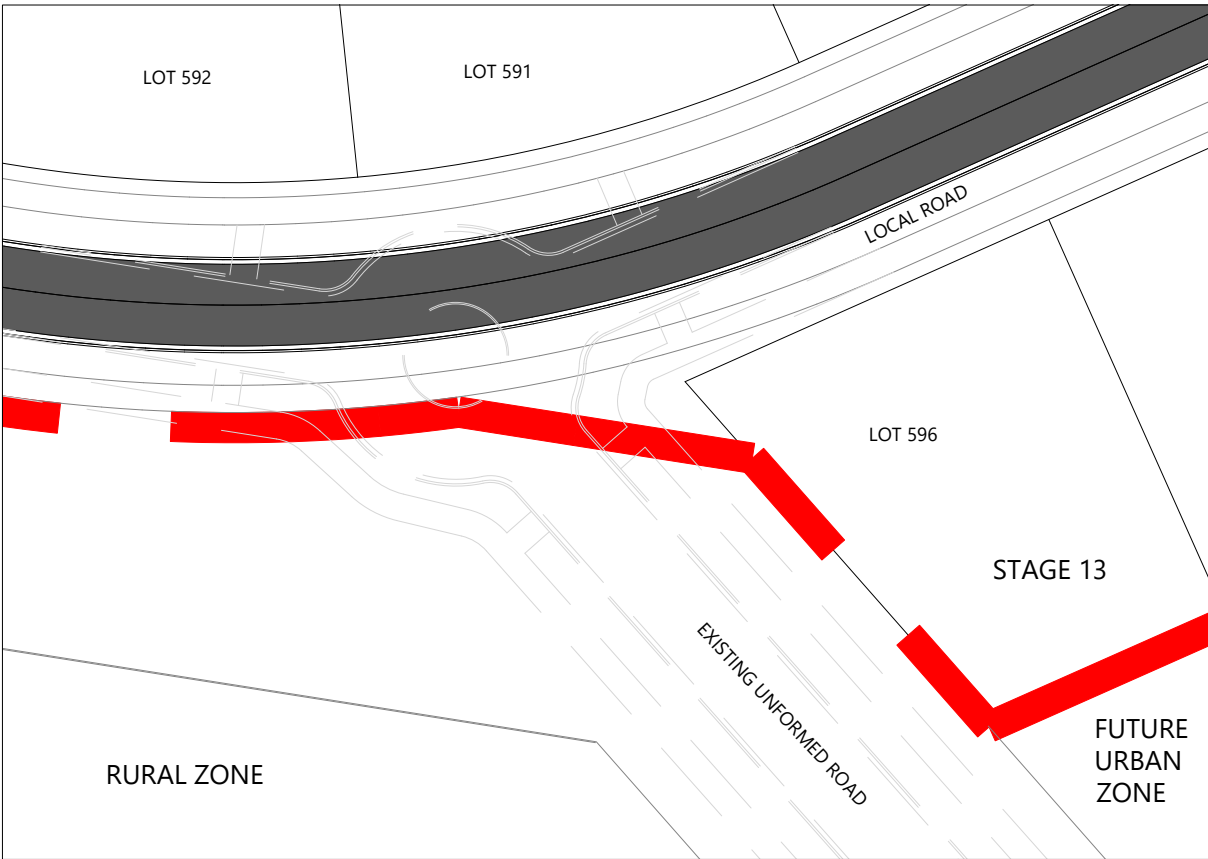 LOT 592
LOT 591
LOCAL ROAD
LOT 596
STAGE 13
EXISTING UNFORMED ROAD
FUTURE
URBAN
ZONE
RURAL ZONE